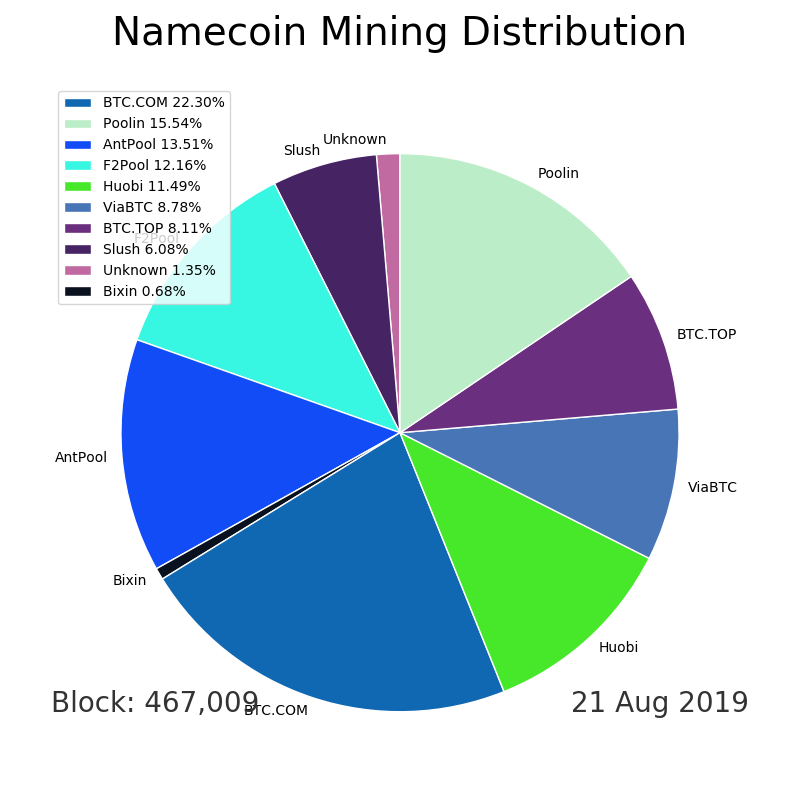 Namecoin Mining Distribution
BTC.COM 22.30%
Poolin 15.54%
AntPool 13.51%
F2Pool 12.16%
Huobi 11.49%
ViaBTC 8.78%
BTC.TOP 8.11%
Slush 6.08%
Unknown 1.35%
Bixin 0.68%
Unknown
Slush
Poolin
F2Pool
BTC.TOP
AntPool
ViaBTC
Bixin
Huobi
BTC.COM
Block: 467,009
21 Aug 2019